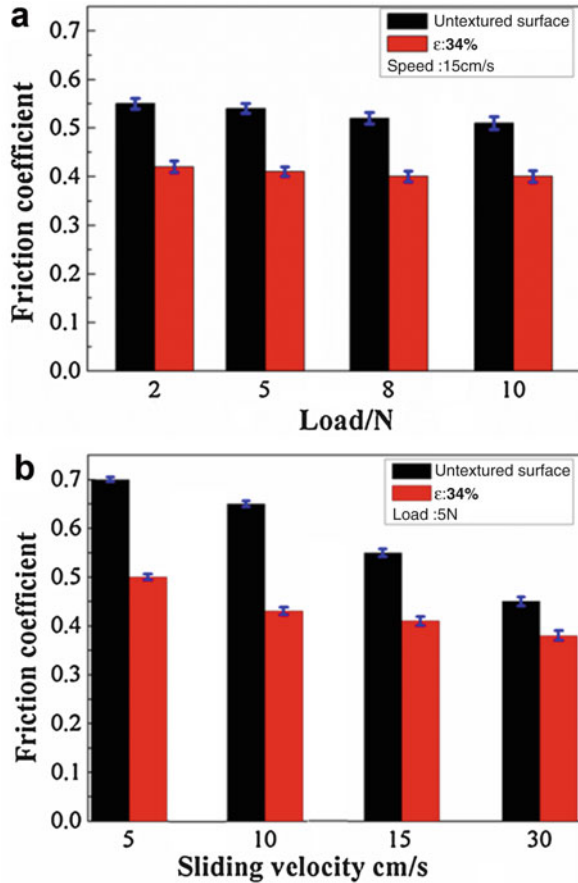 a
Untextured surface
ε:34%
Speed :15cm/s
Friction coefficient
0.7
0.6
0.5
0.4
0.3
0.2
0.1
0.0
2 5 8 10
Load/N
b
Untextured surface
ε:34%
Load :5N
Friction coefficient
0.7
0.6
0.5
0.4
0.3
0.2
0.1
0.0
5 10 15 30
Sliding velocity cm/s